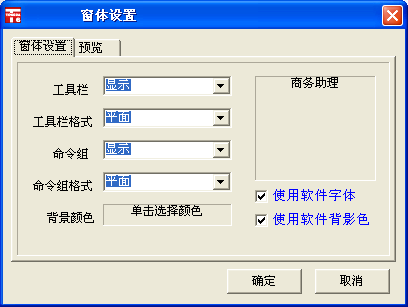 窗体设置
窗体设置 预览
工具栏 显示
工具栏格式 平面
命令组 显示
命令组格式 平面
背景颜色 单击选择颜色
商务助理
使用软件字体
使用软件背影色
确定 取消